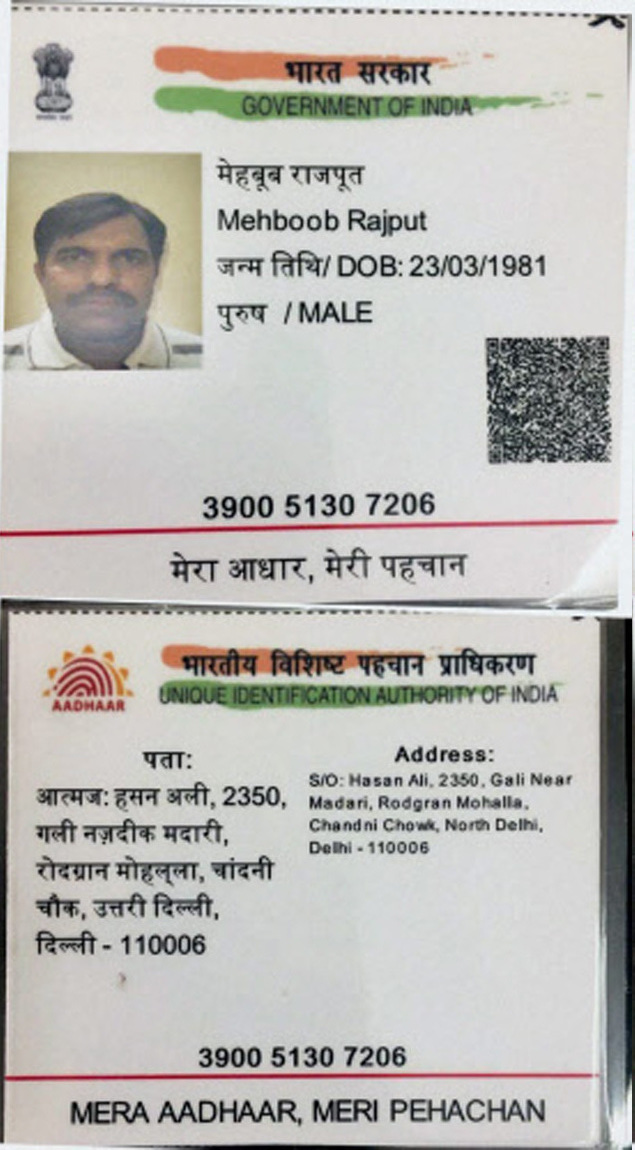 भारत सरकार
GOVERNMENT OF INDIA
मेहबूब राजपूत
Mehboob Rajput
जन्म तिथि/ DOB: 23/03/1981
पुरुष / MALE
3900 5130 7206
मेरा आधार, मेरी पहचान
भारतीय विशिष्ट पहचान प्राधिकरण
UNIQUE IDENTIFICATION AUTHORITY OF INDIA
AADHAAR
पता:
आत्मज: हसन अली, 2350,
गली नज़दीक मदारी,
रोदग्रान मोहल्ला, चांदनी
चौक, उत्तरी दिल्ली,
दिल्ली - 110006
Address:
S/O: Hasan Ali, 2350, Gali Near
Madari, Rodgran Mohalla,
Chandni Chowk, North Delhi,
Delhi - 110006
3900 5130 7206
MERA AADHAAR, MERI PEHACHAN